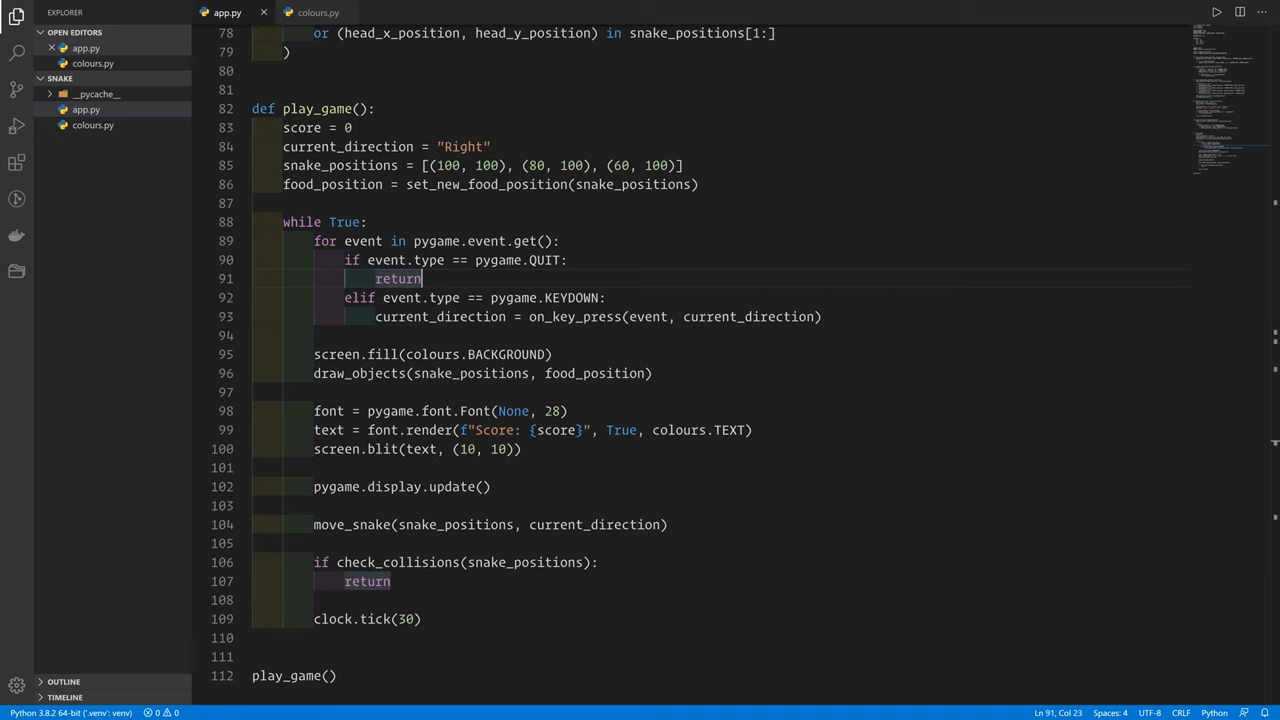 EXPLORER
app.py
colours.py
OPEN EDITORS
app.py
colours.py
SNAKE
__pycache__
app.py
colours.py
OUTLINE
TIMELINE
78 or (head_x_position, head_y_position) in snake_positions[1:]
79 )
80
81
82 def play_game():
83 score = 0
84 current_direction = "Right"
85 snake_positions = [(100, 100), (80, 100), (60, 100)]
86 food_position = set_new_food_position(snake_positions)
87
88 while True:
89 for event in pygame.event.get():
90 if event.type == pygame.QUIT:
91 return
92 elif event.type == pygame.KEYDOWN:
93 current_direction = on_key_press(event, current_direction)
94
95 screen.fill(colours.BACKGROUND)
96 draw_objects(snake_positions, food_position)
97
98 font = pygame.font.Font(None, 28)
99 text = font.render(f"Score: {score}", True, colours.TEXT)
100 screen.blit(text, (10, 10))
101
102 pygame.display.update()
103
104 move_snake(snake_positions, current_direction)
105
106 if check_collisions(snake_positions):
107 return
108
109 clock.tick(30)
110
111
112 play_game()
Python 3.8.2 64-bit ('.venv': venv) 0 0
Ln 91, Col 23 Spaces: 4 UTF-8 CRLF Python